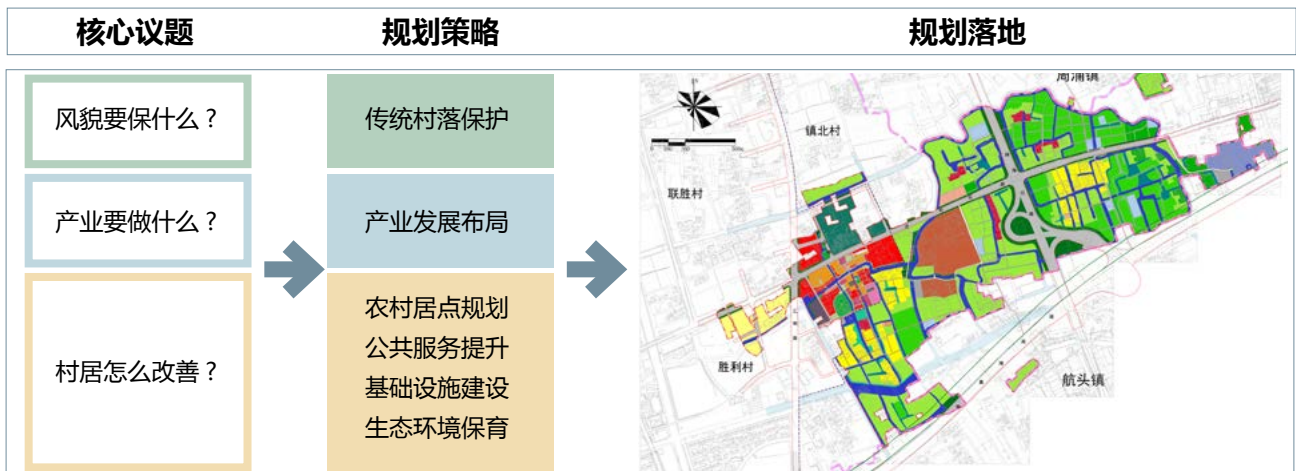 核心议题
规划策略
规划落地
风貌要保什么？
传统村落保护
产业要做什么？
产业发展布局
村居怎么改善？
农村居点规划
公共服务提升
基础设施建设
生态环境保育
周浦镇
镇北村
联胜村
胜利村
航头镇